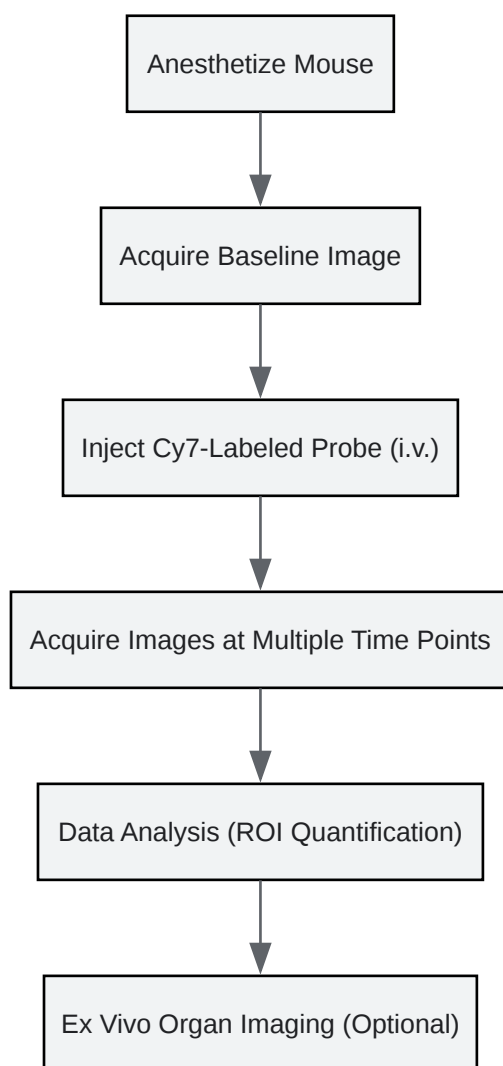 Anesthetize Mouse
Acquire Baseline Image
Inject Cy7-Labeled Probe (i.v.)
Acquire Images at Multiple Time Points
Data Analysis (ROI Quantification)
Ex Vivo Organ Imaging (Optional)